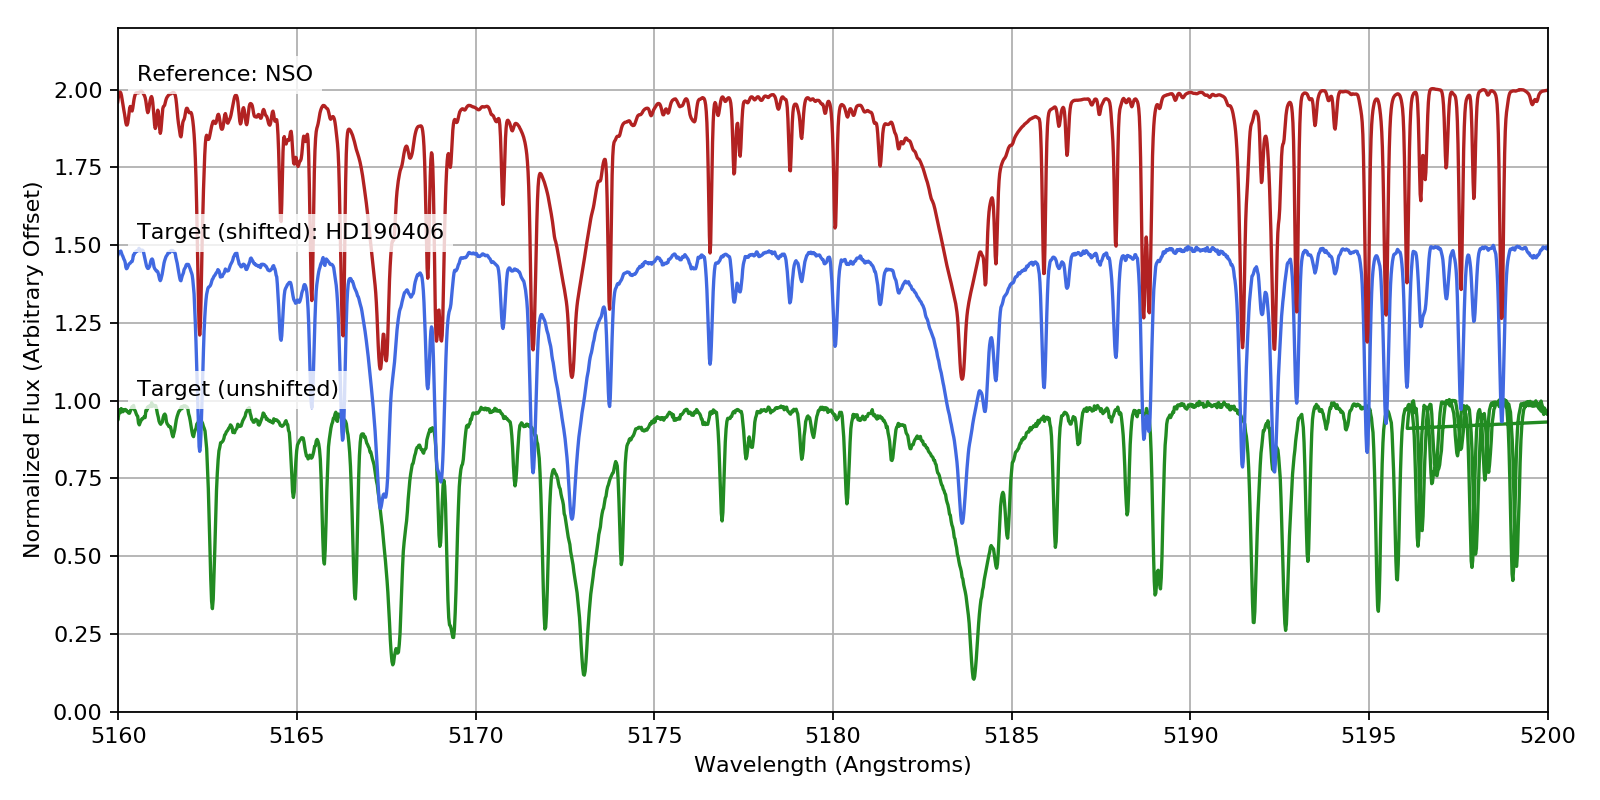 Reference: NSO
Target (shifted): HD190406
Target (unshifted)
Normalized Flux (Arbitrary Offset)
2.00
1.75
1.50
1.25
1.00
0.75
0.50
0.25
0.00
5160 5165 5170 5175 5180 5185 5190 5195 5200
Wavelength (Angstroms)